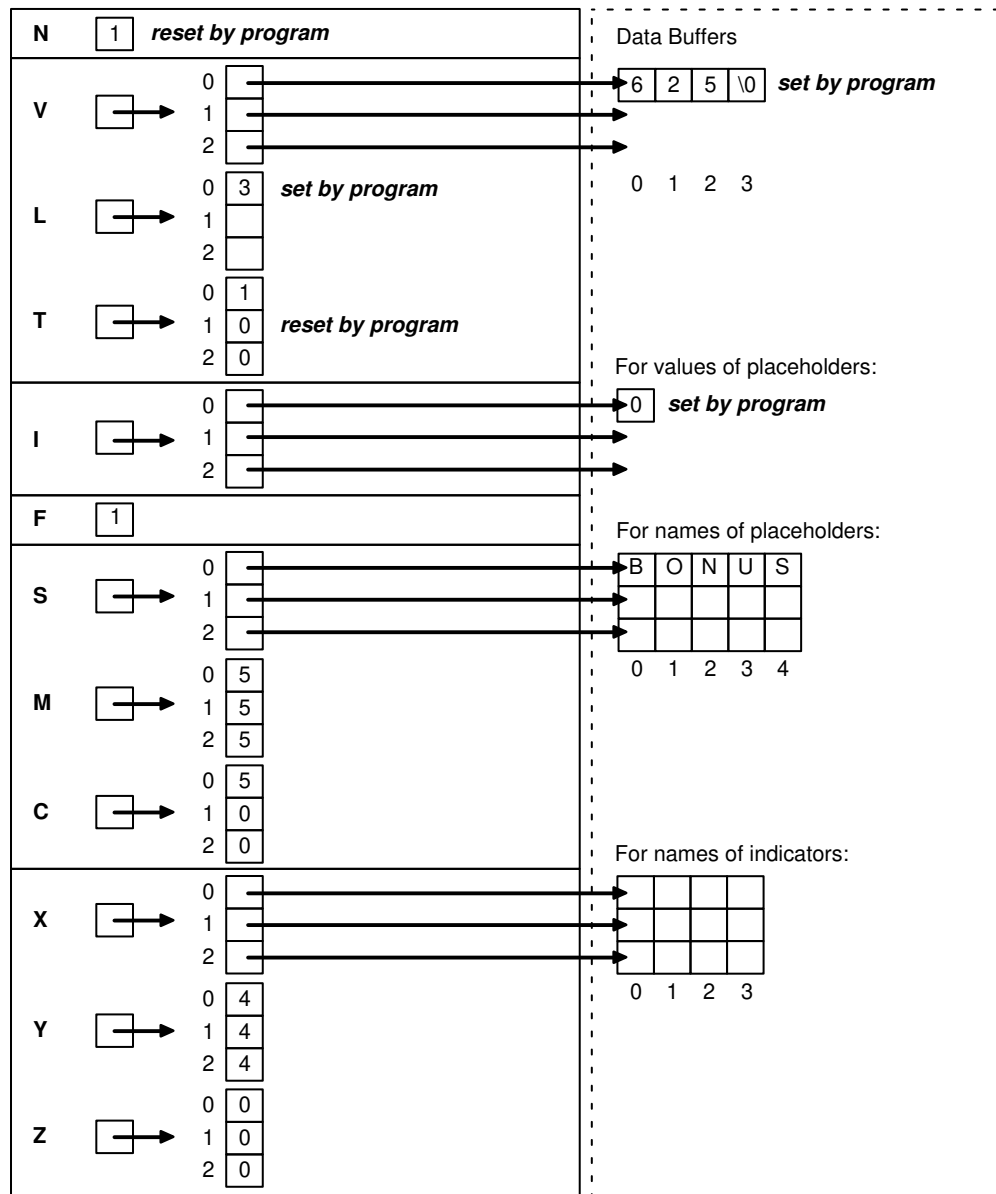 N 1 reset by program
Data Buffers
0
6 2 5 \0 set by program
V 1
2
0 1 2 3
0 3 set by program
L 1
2
0 1
T 1 0 reset by program
2 0
For values of placeholders:
0
0 set by program
I 1
2
F 1
For names of placeholders:
0
B O N U S
S 1
2
0 1 2 3 4
0 5
M 1 5
2 5
0 5
C 1 0
2 0
For names of indicators:
0
X 1
2
0 1 2 3
0 4
Y 1 4
2 4
0 0
Z 1 0
2 0